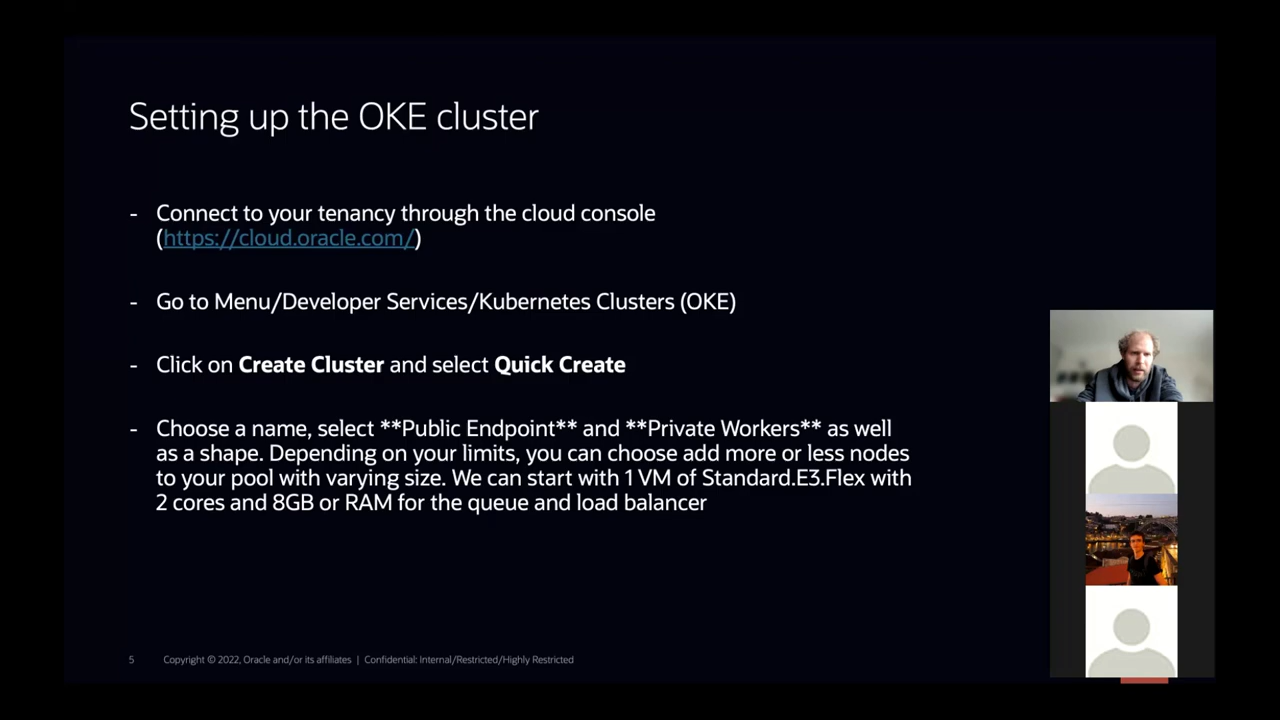 Setting up the OKE cluster
- Connect to your tenancy through the cloud console
(https://cloud.oracle.com/)
- Go to Menu/Developer Services/Kubernetes Clusters (OKE)
- Click on Create Cluster and select Quick Create
- Choose a name, select **Public Endpoint** and **Private Workers** as well
as a shape. Depending on your limits, you can choose add more or less nodes
to your pool with varying size. We can start with 1 VM of Standard.E3.Flex with
2 cores and 8GB or RAM for the queue and load balancer
5 Copyright © 2022, Oracle and/or its affiliates | Confidential: Internal/Restricted/Highly Restricted